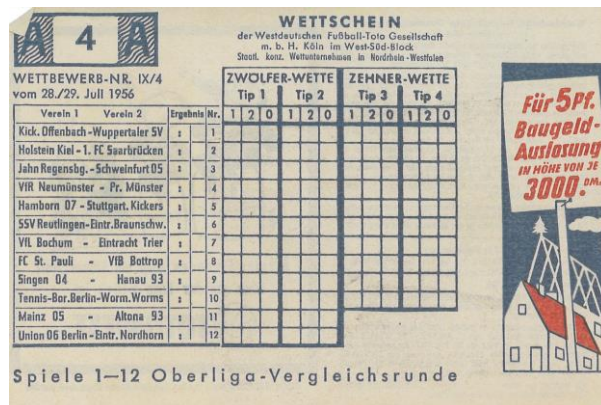 A 4 A
WETTSCHEIN
der Westdeutschen Fußball-Toto Gesellschaft
m. b. H. Köln im West-Süd-Block
Staatl. konz. Wettunternehmen in Nordrhein-Westfalen
WETTBEWERB-NR. IX/4
vom 28./29. Juli 1956
ZWÖLFER-WETTE ZEHNER-WETTE
Tip 1 Tip 2 Tip 3 Tip 4
Verein 1 Verein 2 Ergebnis Nr. 1 2 0 1 2 0 1 2 0 1 2 0
Kick. Offenbach-Wuppertaler SV : 1
Holstein Kiel - 1. FC Saarbrücken : 2
Jahn Regensbg. - Schweinfurt 05 : 3
VfR Neumünster - Pr. Münster : 4
Hamborn 07 - Stuttgart. Kickers : 5
SSV Reutlingen-Eintr.Braunschw. : 6
VfL Bochum - Eintracht Trier : 7
FC St. Pauli - VfB Bottrop : 8
Singen 04 - Hanau 93 : 9
Tennis-Bor.Berlin-Worm.Worms : 10
Mainz 05 - Altona 93 : 11
Union 06 Berlin - Eintr. Nordhorn : 12
Spiele 1—12 Oberliga-Vergleichsrunde
Für 5 Pf.
Baugeld-
Auslosung
IN HÖHE VON JE
3000.- DM